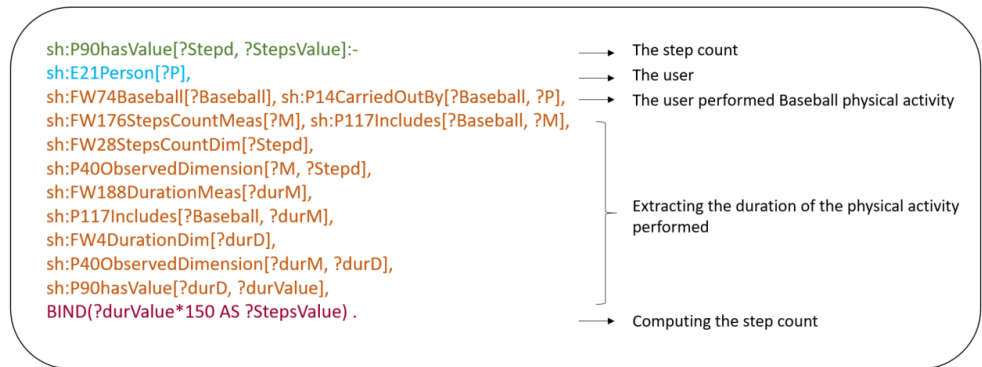 sh:P90hasValue[?Stepd, ?StepsValue]:-
The step count
sh:E21Person[?P],
The user
sh:FW74Baseball[?Baseball], sh:P14CarriedOutBy[?Baseball, ?P],
The user performed Baseball physical activity
sh:FW176StepsCountMeas[?M], sh:P117Includes[?Baseball, ?M],
sh:FW28StepsCountDim[?Stepd],
sh:P40ObservedDimension[?M, ?Stepd],
sh:FW188DurationMeas[?durM],
sh:P117Includes[?Baseball, ?durM],
sh:FW4DurationDim[?durD],
sh:P40ObservedDimension[?durM, ?durD],
sh:P90hasValue[?durD, ?durValue],
Extracting the duration of the physical activity
performed
BIND(?durValue*150 AS ?StepsValue) .
Computing the step count